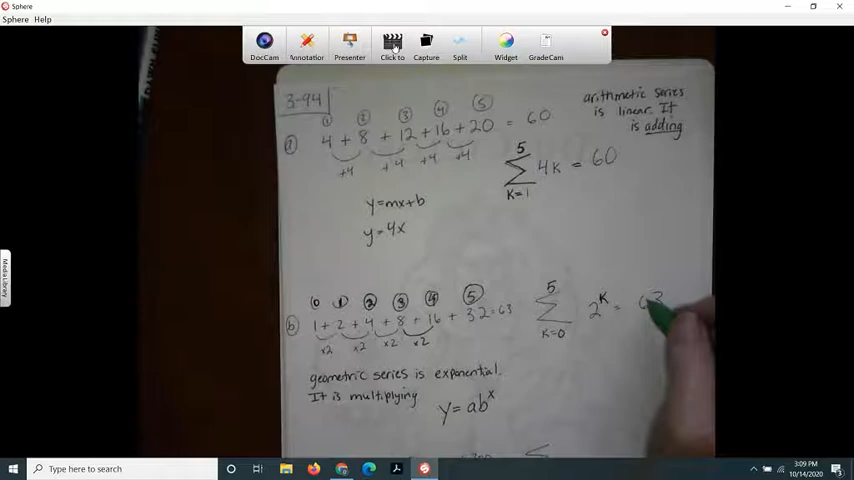 Sphere
Sphere Help
DocCam Annotation Presenter Click to Capture Split Widget GradeCam
3-94
arithmetic series
is linear. It
is adding
1 2 3 4 5
a 4 + 8 + 12 + 16 + 20 = 60
+4 +4 +4 +4
5
∑ 4K = 60
K=1
y=mx+b
y=4x
0 1 2 3 4 5
b 1 + 2 + 4 + 8 + 16 + 32 = 63
x2 x2 x2 x2
5
∑ 2^K = 63
K=0
geometric series is exponential.
It is multiplying
y = ab^x
Media Library
Type here to search
3:09 PM
10/14/2020
3